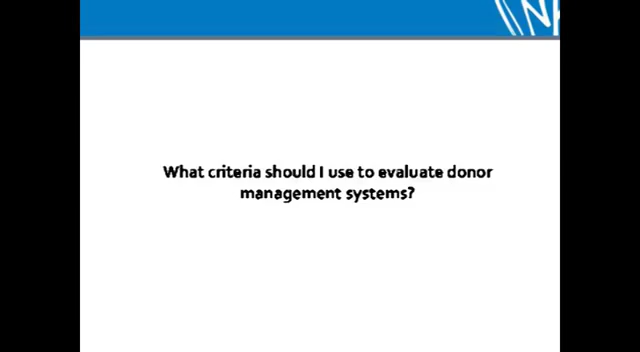 What criteria should I use to evaluate donor
management systems?